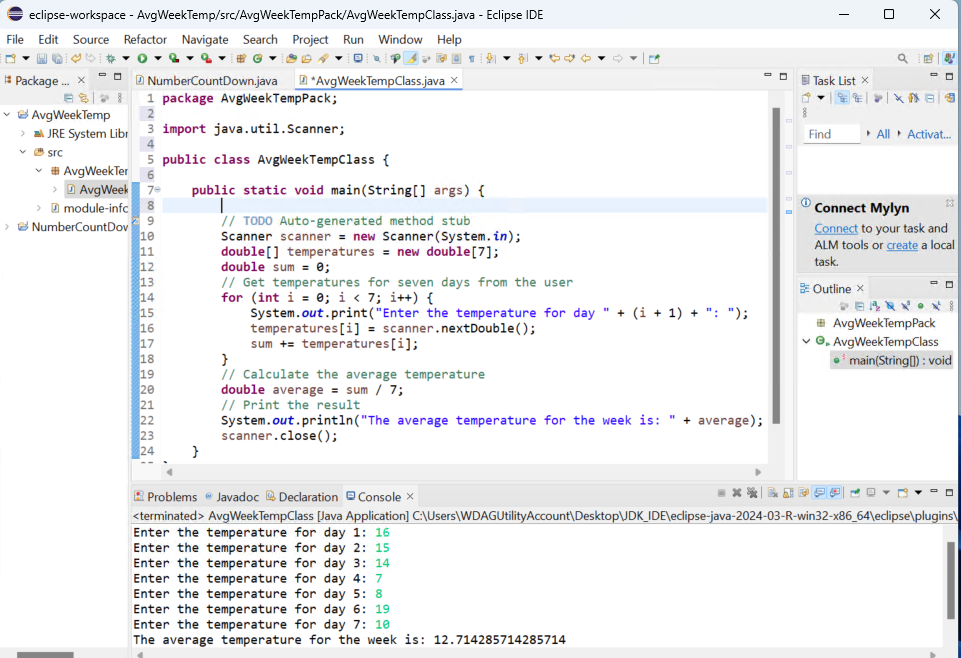 eclipse-workspace - AvgWeekTemp/src/AvgWeekTempPack/AvgWeekTempClass.java - Eclipse IDE
File Edit Source Refactor Navigate Search Project Run Window Help
Package ...
AvgWeekTemp
JRE System Libr
src
AvgWeekTer
AvgWeek
module-info
NumberCountDov
NumberCountDown.java
*AvgWeekTempClass.java
1 package AvgWeekTempPack;
2
3 import java.util.Scanner;
4
5 public class AvgWeekTempClass {
6
7 public static void main(String[] args) {
8
9 // TODO Auto-generated method stub
10 Scanner scanner = new Scanner(System.in);
11 double[] temperatures = new double[7];
12 double sum = 0;
13 // Get temperatures for seven days from the user
14 for (int i = 0; i < 7; i++) {
15 System.out.print("Enter the temperature for day " + (i + 1) + ": ");
16 temperatures[i] = scanner.nextDouble();
17 sum += temperatures[i];
18 }
19 // Calculate the average temperature
20 double average = sum / 7;
21 // Print the result
22 System.out.println("The average temperature for the week is: " + average);
23 scanner.close();
24 }
Task List
Find All Activat...
Connect Mylyn
Connect to your task and
ALM tools or create a local
task.
Outline
AvgWeekTempPack
AvgWeekTempClass
main(String[]) : void
Problems Javadoc Declaration Console
<terminated> AvgWeekTempClass [Java Application] C:\Users\WDAGUtilityAccount\Desktop\JDK_IDE\eclipse-java-2024-03-R-win32-x86_64\eclipse\plugins\
Enter the temperature for day 1: 16
Enter the temperature for day 2: 15
Enter the temperature for day 3: 14
Enter the temperature for day 4: 7
Enter the temperature for day 5: 8
Enter the temperature for day 6: 19
Enter the temperature for day 7: 10
The average temperature for the week is: 12.714285714285714